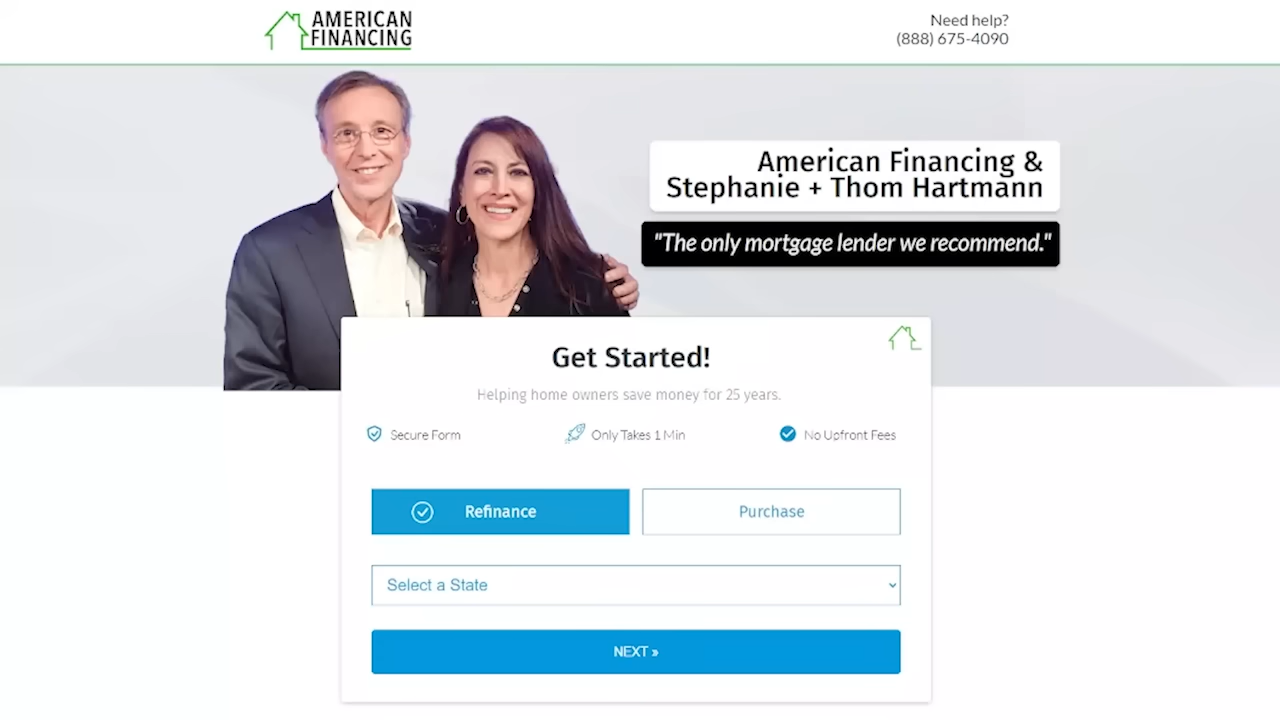 AMERICAN
FINANCING
Need help?
(888) 675-4090
American Financing &
Stephanie + Thom Hartmann
"The only mortgage lender we recommend."
Get Started!
Helping home owners save money for 25 years.
Secure Form
Only Takes 1 Min
No Upfront Fees
Refinance
Purchase
Select a State
NEXT »